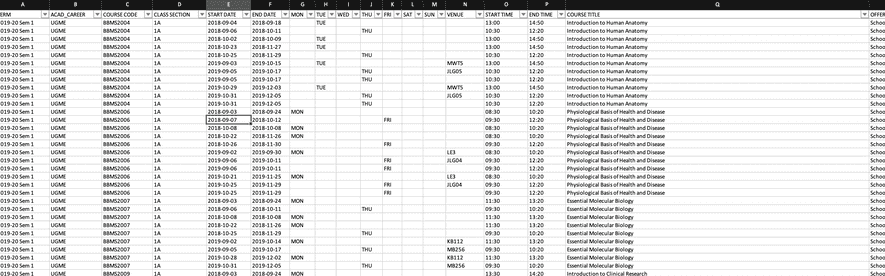 A B C D E F G H I J K L M N O P Q
ERM ACAD_CAREER COURSE CODE CLASS SECTION START DATE END DATE MON TUE WED THU FRI SAT SUN VENUE START TIME END TIME COURSE TITLE OFFER
019-20 Sem 1 UGME BBMS2004 1A 2018-09-04 2018-09-18 TUE 13:00 14:50 Introduction to Human Anatomy Schoo
019-20 Sem 1 UGME BBMS2004 1A 2018-09-06 2018-10-11 THU 10:30 12:20 Introduction to Human Anatomy Schoo
019-20 Sem 1 UGME BBMS2004 1A 2018-10-02 2018-10-09 TUE 13:00 14:50 Introduction to Human Anatomy Schoo
019-20 Sem 1 UGME BBMS2004 1A 2018-10-23 2018-11-27 TUE 13:00 14:50 Introduction to Human Anatomy Schoo
019-20 Sem 1 UGME BBMS2004 1A 2018-10-25 2018-11-29 THU 10:30 12:20 Introduction to Human Anatomy Schoo
019-20 Sem 1 UGME BBMS2004 1A 2019-09-03 2019-10-15 TUE MWT5 13:00 14:50 Introduction to Human Anatomy Schoo
019-20 Sem 1 UGME BBMS2004 1A 2019-09-05 2019-10-17 THU JLG05 10:30 12:20 Introduction to Human Anatomy Schoo
019-20 Sem 1 UGME BBMS2004 1A 2019-09-05 2019-10-17 THU 10:30 12:20 Introduction to Human Anatomy Schoo
019-20 Sem 1 UGME BBMS2004 1A 2019-10-29 2019-12-03 TUE MWT5 13:00 14:50 Introduction to Human Anatomy Schoo
019-20 Sem 1 UGME BBMS2004 1A 2019-10-31 2019-12-05 THU JLG05 10:30 12:20 Introduction to Human Anatomy Schoo
019-20 Sem 1 UGME BBMS2004 1A 2019-10-31 2019-12-05 THU 10:30 12:20 Introduction to Human Anatomy Schoo
019-20 Sem 1 UGME BBMS2006 1A 2018-09-03 2018-09-24 MON 08:30 10:20 Physiological Basis of Health and Disease Schoo
019-20 Sem 1 UGME BBMS2006 1A 2018-09-07 2018-10-12 FRI 09:30 12:20 Physiological Basis of Health and Disease Schoo
019-20 Sem 1 UGME BBMS2006 1A 2018-10-08 2018-10-08 MON 08:30 10:20 Physiological Basis of Health and Disease Schoo
019-20 Sem 1 UGME BBMS2006 1A 2018-10-22 2018-11-26 MON 08:30 10:20 Physiological Basis of Health and Disease Schoo
019-20 Sem 1 UGME BBMS2006 1A 2018-10-26 2018-11-30 FRI 09:30 12:20 Physiological Basis of Health and Disease Schoo
019-20 Sem 1 UGME BBMS2006 1A 2019-09-02 2019-09-30 MON LE3 08:30 10:20 Physiological Basis of Health and Disease Schoo
019-20 Sem 1 UGME BBMS2006 1A 2019-09-06 2019-10-11 FRI JLG04 09:30 12:20 Physiological Basis of Health and Disease Schoo
019-20 Sem 1 UGME BBMS2006 1A 2019-09-06 2019-10-11 FRI 09:30 12:20 Physiological Basis of Health and Disease Schoo
019-20 Sem 1 UGME BBMS2006 1A 2019-10-21 2019-11-25 MON LE3 08:30 10:20 Physiological Basis of Health and Disease Schoo
019-20 Sem 1 UGME BBMS2006 1A 2019-10-25 2019-11-29 FRI JLG04 09:30 12:20 Physiological Basis of Health and Disease Schoo
019-20 Sem 1 UGME BBMS2006 1A 2019-10-25 2019-11-29 FRI 09:30 12:20 Physiological Basis of Health and Disease Schoo
019-20 Sem 1 UGME BBMS2007 1A 2018-09-03 2018-09-24 MON 11:30 13:20 Essential Molecular Biology Schoo
019-20 Sem 1 UGME BBMS2007 1A 2018-09-06 2018-10-11 THU 09:30 10:20 Essential Molecular Biology Schoo
019-20 Sem 1 UGME BBMS2007 1A 2018-10-08 2018-10-08 MON 11:30 13:20 Essential Molecular Biology Schoo
019-20 Sem 1 UGME BBMS2007 1A 2018-10-22 2018-11-26 MON 11:30 13:20 Essential Molecular Biology Schoo
019-20 Sem 1 UGME BBMS2007 1A 2018-10-25 2018-11-29 THU 09:30 10:20 Essential Molecular Biology Schoo
019-20 Sem 1 UGME BBMS2007 1A 2019-09-02 2019-10-14 MON KB112 11:30 13:20 Essential Molecular Biology Schoo
019-20 Sem 1 UGME BBMS2007 1A 2019-09-05 2019-10-17 THU MB256 09:30 10:20 Essential Molecular Biology Schoo
019-20 Sem 1 UGME BBMS2007 1A 2019-10-28 2019-12-02 MON KB112 11:30 13:20 Essential Molecular Biology Schoo
019-20 Sem 1 UGME BBMS2007 1A 2019-10-31 2019-12-05 THU MB256 09:30 10:20 Essential Molecular Biology Schoo
019-20 Sem 1 UGME BBMS2009 1A 2018-09-03 2018-09-24 MON 13:30 14:20 Introduction to Clinical Research Schoo